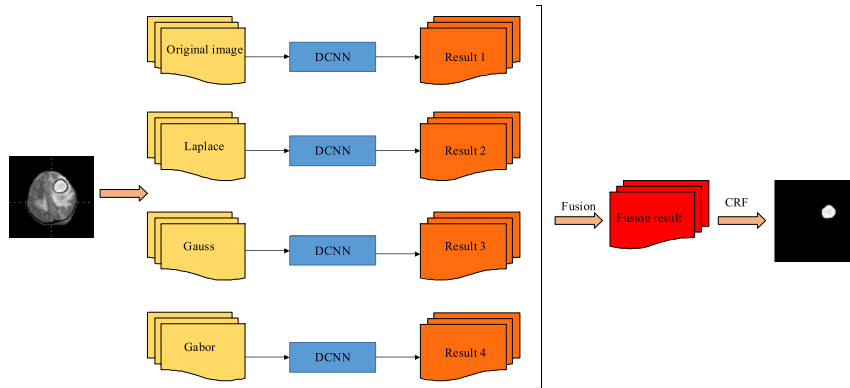 Original image
DCNN
Result 1
Laplace
DCNN
Result 2
Gauss
DCNN
Result 3
Gabor
DCNN
Result 4
Fusion
Fusion result
CRF